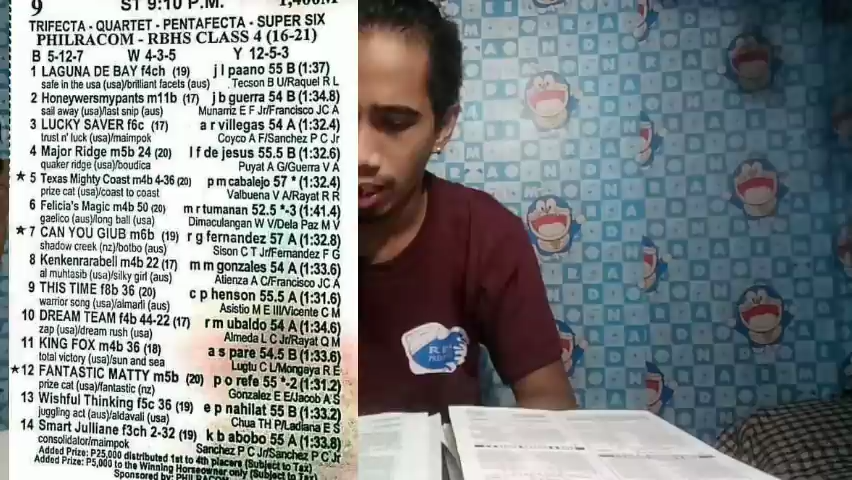 9 ST 9:10 P.M. 1,400M
TRIFECTA - QUARTET - PENTAFECTA - SUPER SIX
PHILRACOM - RBHS CLASS 4 (16-21)
B 5-12-7 W 4-3-5 Y 12-5-3
1 LAGUNA DE BAY f4ch (19) j l paano 55 B (1:37)
safe in the usa (usa)/brilliant facets (aus) Tecson B U/Raquel R L
2 Honeywersmypants m11b (17) j b guerra 54 B (1:34.8)
sail away (usa)/last snip (aus) Munarriz E F Jr/Francisco JC A
3 LUCKY SAVER f6c (17) a r villegas 54 A (1:32.4)
trust n' luck (usa)/maimpok Coyco A F/Sanchez P C Jr
4 Major Ridge m5b 24 (20) l f de jesus 55.5 B (1:32.6)
quaker ridge (usa)/boudica Puyat A G/Guerra V A
★ 5 Texas Mighty Coast m4b 4-36 (20) p m cabalejo 57 * (1:32.4)
prize cat (usa)/coast to coast Valbuena V A/Rayat R R
6 Felicia's Magic m4b 50 (20) m r tumanan 52.5 *-3 (1:41.4)
gaelico (aus)/long ball (usa) Dimaculangan W V/Dela Paz M V
★ 7 CAN YOU GIUB m6b (19) r g fernandez 57 A (1:32.8)
shadow creek (nz)/botbo (aus) Sison C T Jr/Fernandez F G
8 Kenkenrarabell m4b 22 (17) m m gonzales 54 A (1:33.6)
al muhtasib (usa)/silky girl (aus) Atienza A C/Francisco JC A
9 THIS TIME f8b 36 (20) c p henson 55.5 A (1:31.6)
warrior song (usa)/almarli (aus) Asistio M E III/Vicente C M
10 DREAM TEAM f4b 44-22 (17) r m ubaldo 54 A (1:34.6)
zap (usa)/dream rush (usa) Almeda L C Jr/Rayat Q M
11 KING FOX m4b 36 (18) a s pare 54.5 B (1:33.6)
total victory (usa)/sun and sea Lugtu C L/Mongaya R E
★ 12 FANTASTIC MATTY m5b (20) p o refe 55 *-2 (1:31.2)
prize cat (usa)/fantastic (nz) Gonzalez E E/Jacob A S
13 Wishful Thinking f5c 36 (19) e p nahilat 55 B (1:33.2)
juggling act (aus)/aldavali (usa) Chua TH P/Ladiana E S
14 Smart Julliane f3ch 2-32 (19) k b abobo 55 A (1:33.8)
consolidator/maimpok Sanchez P C Jr/Sanchez P C Jr
Added Prize: P25,000 distributed 1st to 4th placers (Subject to Tax)
Added Prize: P5,000 to the Winning Horseowner only (Subject to Tax)
Sponsored by: PHILRACOM